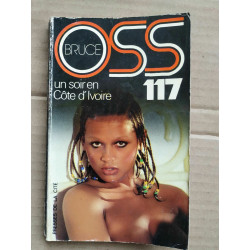 OSS
BRUCE
117
un soir en
Côte d'Ivoire
PRESSES DE LA CITÉ